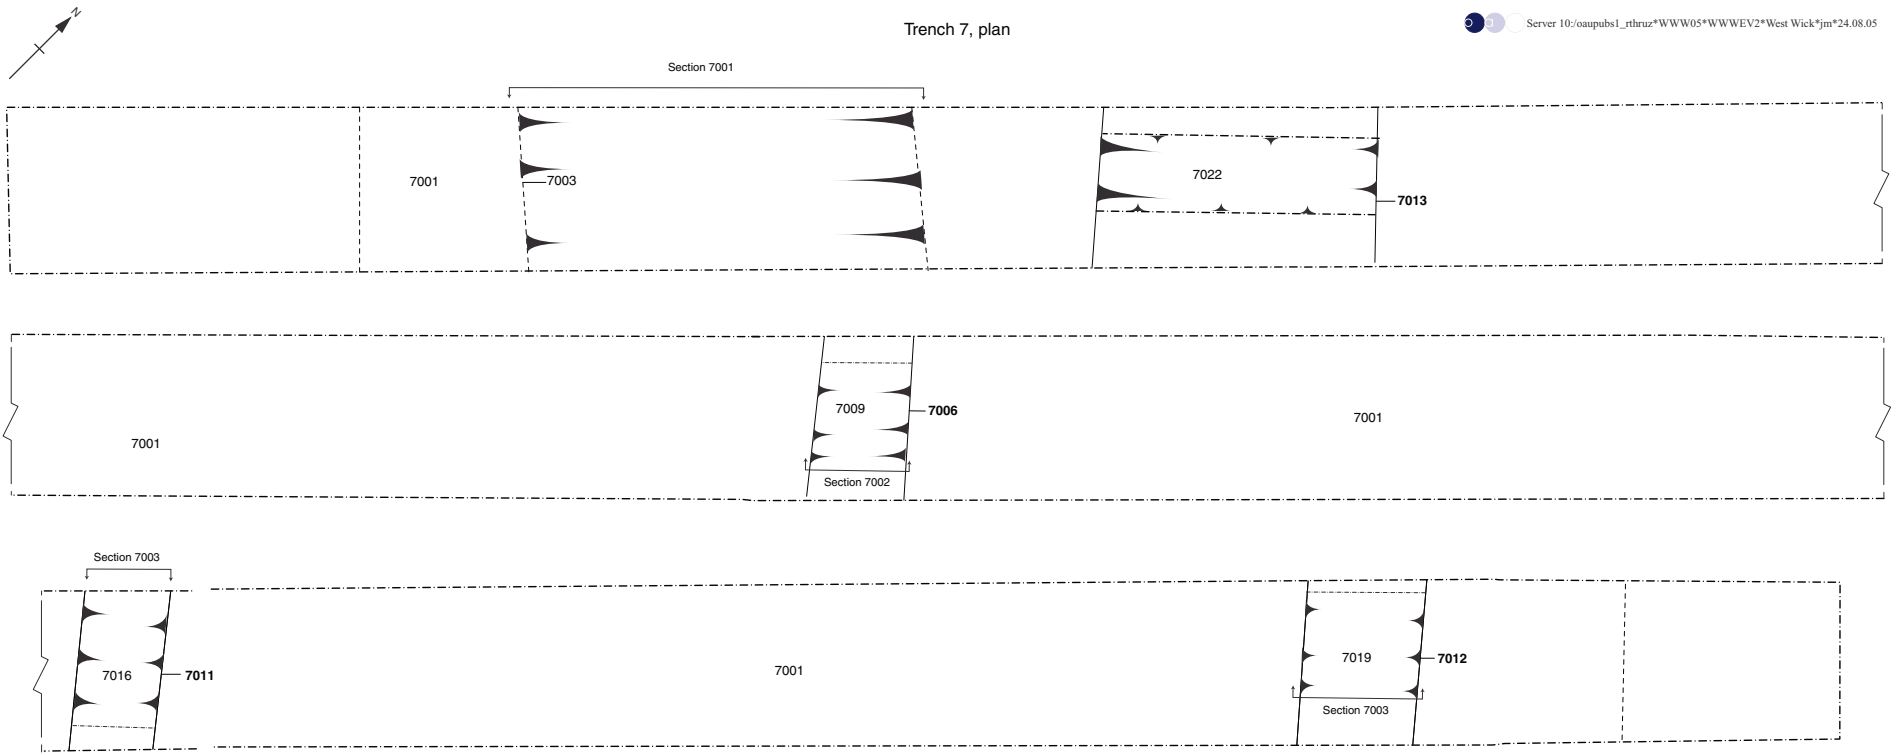 N
Trench 7, plan
Server 10:/oaupubs1_rthruz*WWW05*WWWEV2*West Wick*jm*24.08.05
Section 7001
7001
7003
7022
7013
7001
7009
7006
Section 7002
7001
Section 7003
7016
7011
7001
7019
7012
Section 7003